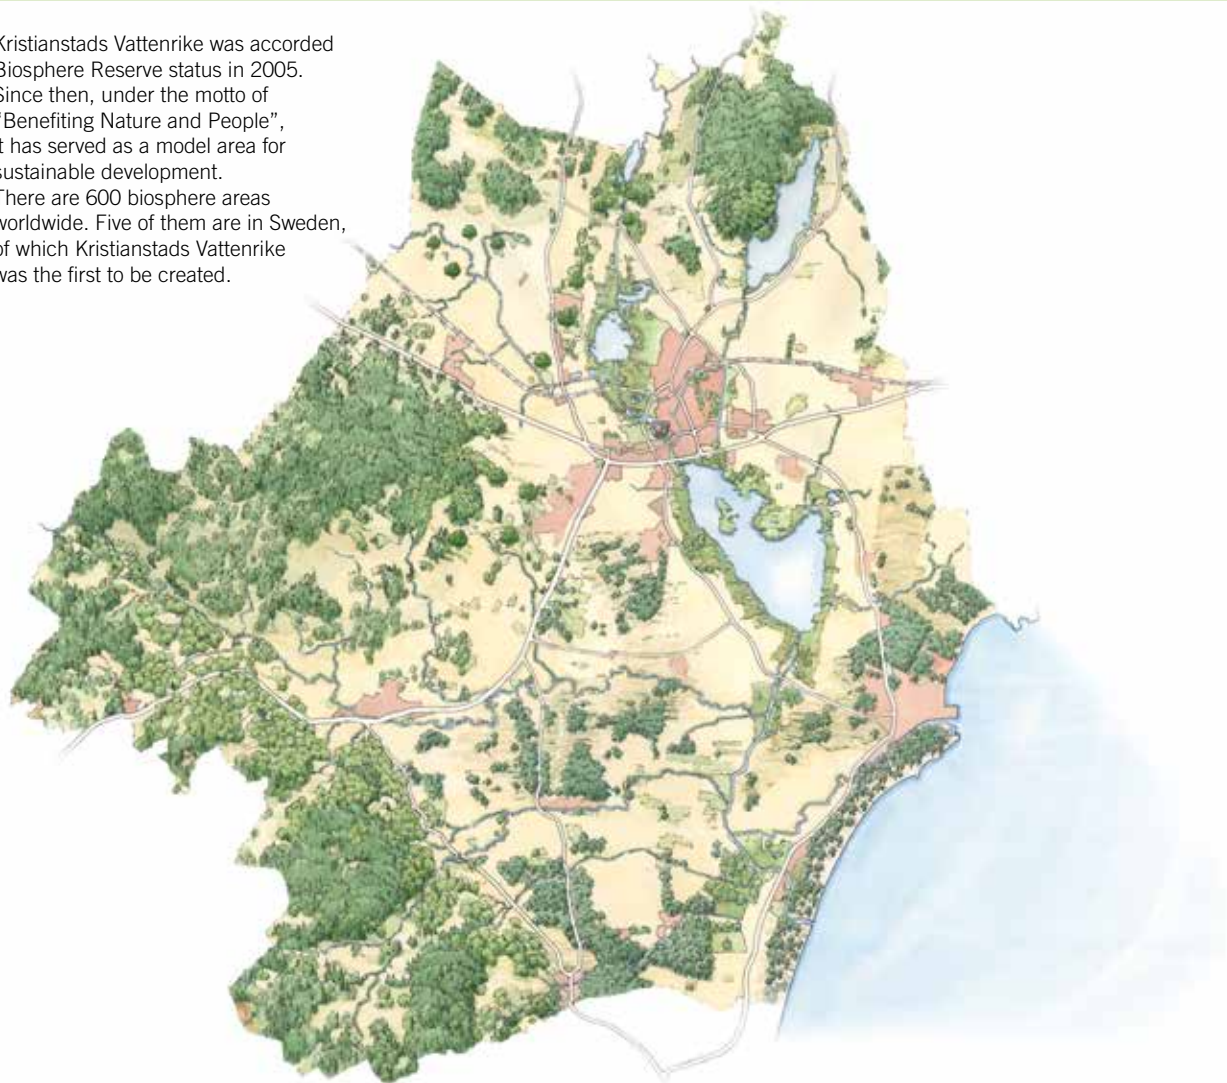 Kristianstads Vattenrike was accorded
Biosphere Reserve status in 2005.
Since then, under the motto of
“Benefiting Nature and People”,
it has served as a model area for
sustainable development.
There are 600 biosphere areas
worldwide. Five of them are in Sweden,
of which Kristianstads Vattenrike
was the first to be created.